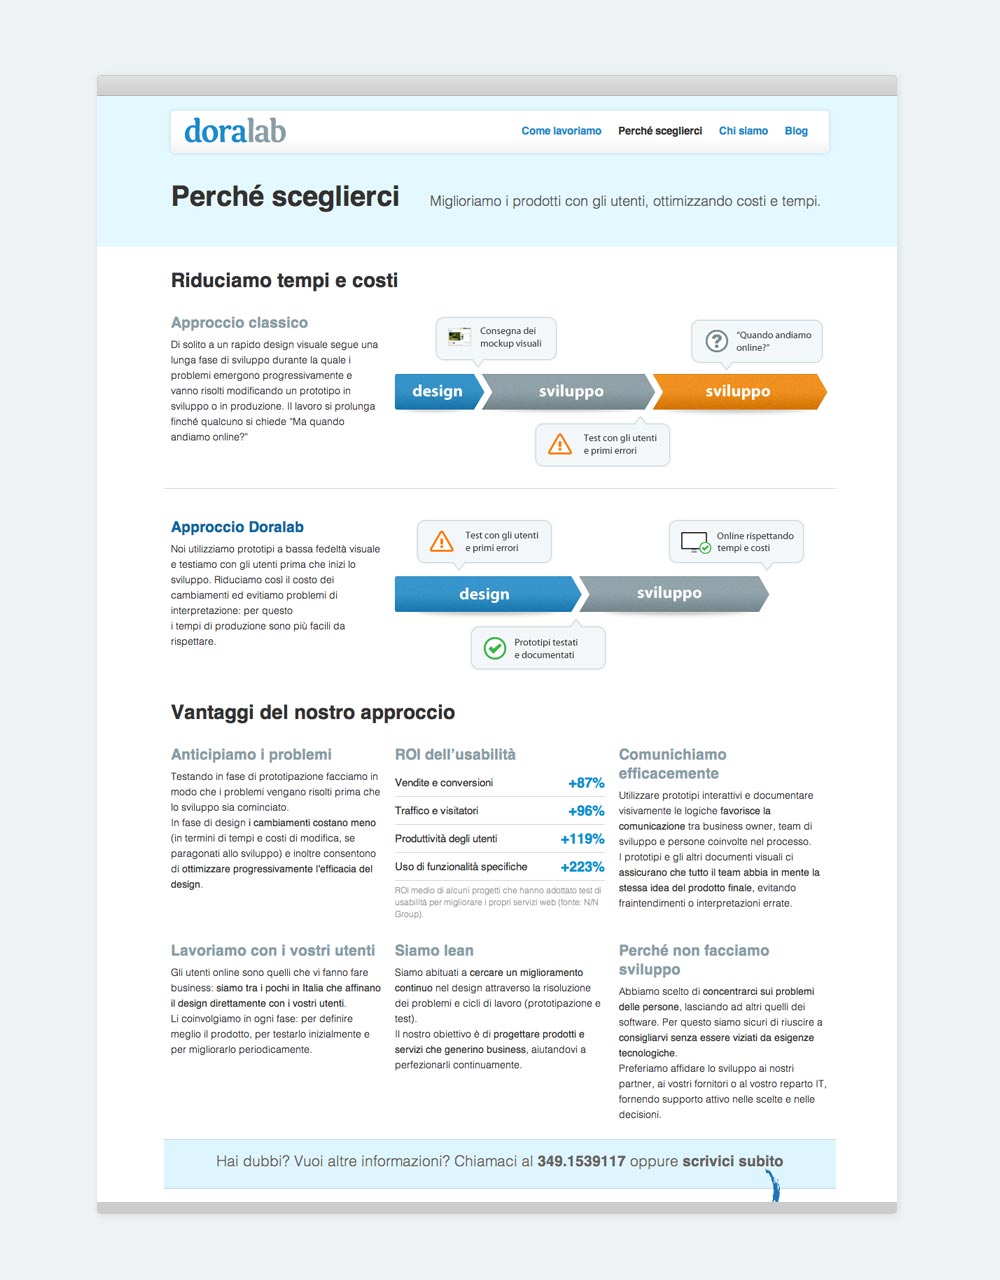 doralab
Come lavoriamo Perché sceglierci Chi siamo Blog
Perché sceglierci
Miglioriamo i prodotti con gli utenti, ottimizzando costi e tempi.
Riduciamo tempi e costi
Approccio classico
Di solito a un rapido design visuale segue una
lunga fase di sviluppo durante la quale i
problemi emergono progressivamente e
vanno risolti modificando un prototipo in
sviluppo o in produzione. Il lavoro si prolunga
finché qualcuno si chiede “Ma quando
andiamo online?”
Consegna dei
mockup visuali
“Quando andiamo
online?”
design
sviluppo
sviluppo
Test con gli utenti
e primi errori
Approccio Doralab
Noi utilizziamo prototipi a bassa fedeltà visuale
e testiamo con gli utenti prima che inizi lo
sviluppo. Riduciamo così il costo dei
cambiamenti ed evitiamo problemi di
interpretazione: per questo
i tempi di produzione sono più facili da
rispettare.
Test con gli utenti
e primi errori
Online rispettando
tempi e costi
design
sviluppo
Prototipi testati
e documentati
Vantaggi del nostro approccio
Anticipiamo i problemi
Testando in fase di prototipazione facciamo in
modo che i problemi vengano risolti prima che
lo sviluppo sia cominciato.
In fase di design i cambiamenti costano meno
(in termini di tempo e costi di modifica, se
paragonati allo sviluppo) e inoltre consentono
di ottimizzare progressivamente l’efficacia del
design.
ROI dell’usabilità
Vendite e conversioni +87%
Traffico e visitatori +96%
Produttività degli utenti +119%
Uso di funzionalità specifiche +223%
ROI medio di alcuni progetti che hanno adottato test di
usabilità per migliorare i propri servizi web (fonte: N/N
Group).
Comunichiamo
efficacemente
Utilizzare prototipi interattivi e documentare
visivamente le logiche favorisce la
comunicazione tra business owner, team di
sviluppo e persone coinvolte nel processo.
I prototipi e gli altri documenti visuali ci
assicurano che tutto il team abbia in mente la
stessa idea del prodotto finale, evitando
fraintendimenti o interpretazioni errate.
Lavoriamo con i vostri utenti
Gli utenti online sono quelli che vi fanno fare
business: siamo tra i pochi in Italia che affinano
il design direttamente con i vostri utenti.
Li coinvolgiamo in ogni fase: per definire
meglio il prodotto, per testarlo inizialmente e
per migliorarlo periodicamente.
Siamo lean
Siamo abituati a cercare un miglioramento
continuo nel design attraverso la risoluzione
dei problemi e cicli di lavoro (prototipazione e
test).
Il nostro obiettivo è di progettare prodotti e
servizi che generino business, aiutandovi a
perfezionarli continuamente.
Perché non facciamo
sviluppo
Abbiamo scelto di concentrarci sui problemi
delle persone, lasciando ad altri quelli dei
software. Per questo siamo sicuri di riuscire a
consigliarvi senza essere viziati da esigenze
tecnologiche.
Preferiamo affidare lo sviluppo ai nostri
partner, ai vostri fornitori o al vostro reparto IT,
fornendo supporto attivo nelle scelte e nelle
decisioni.
Hai dubbi? Vuoi altre informazioni? Chiamaci al 349.1539117 oppure scrivici subito